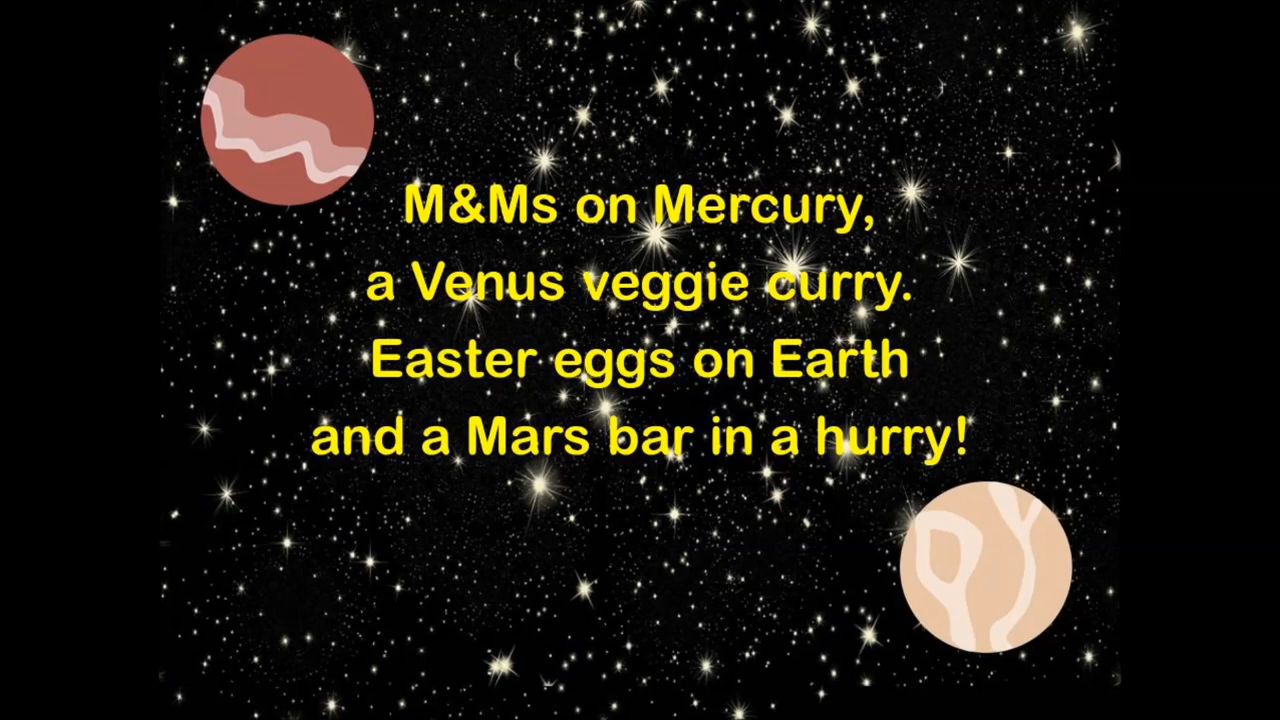 M&Ms on Mercury,
a Venus veggie curry.
Easter eggs on Earth
and a Mars bar in a hurry!